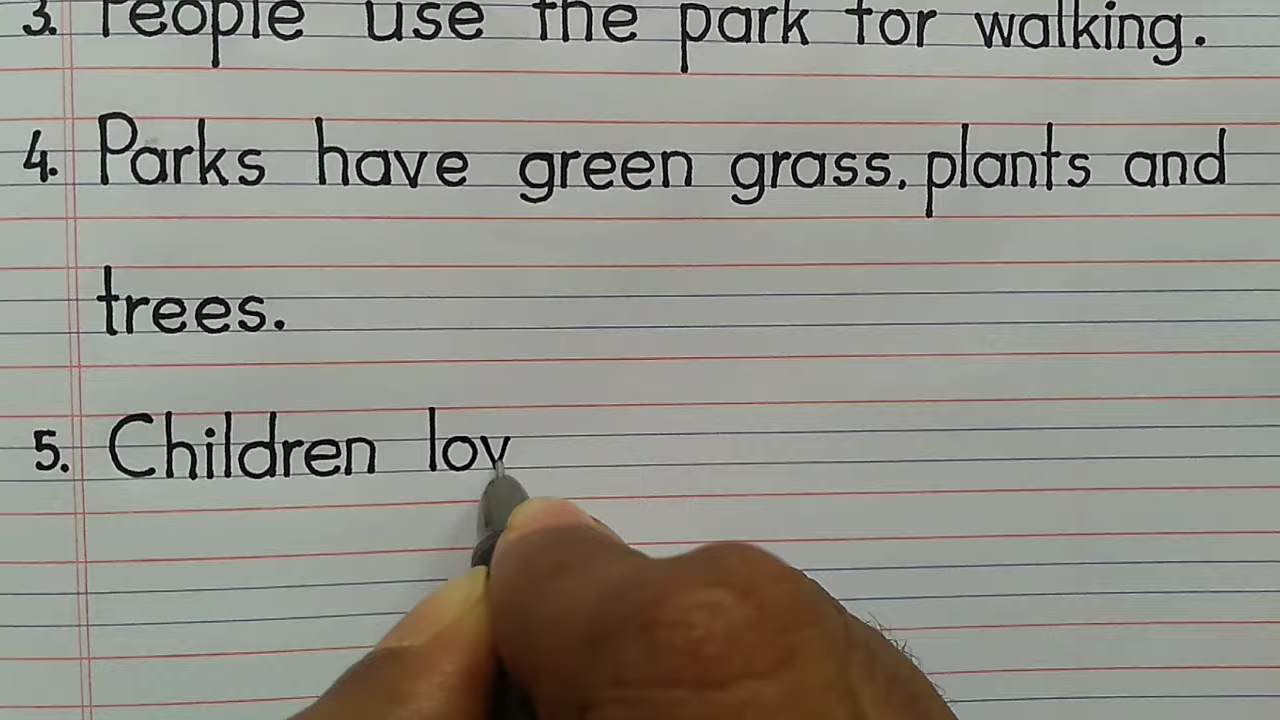 3. People use the park for walking.
4. Parks have green grass, plants and
trees.
5. Children lov